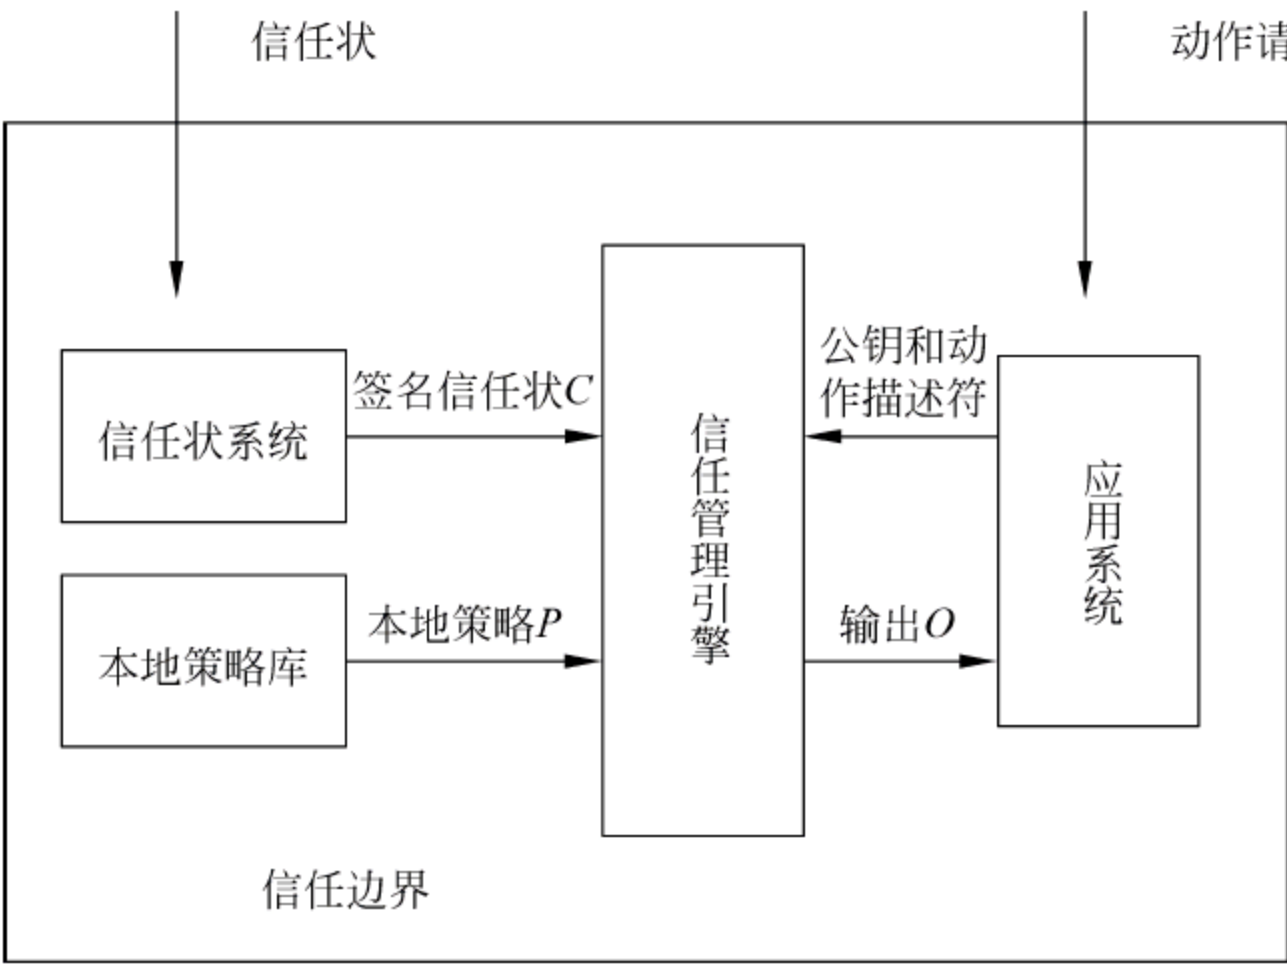 信任状
动作请
签名信任状C
公钥和动
作描述符
信任状系统
信任管理引擎
应用系统
本地策略P
输出O
本地策略库
信任边界